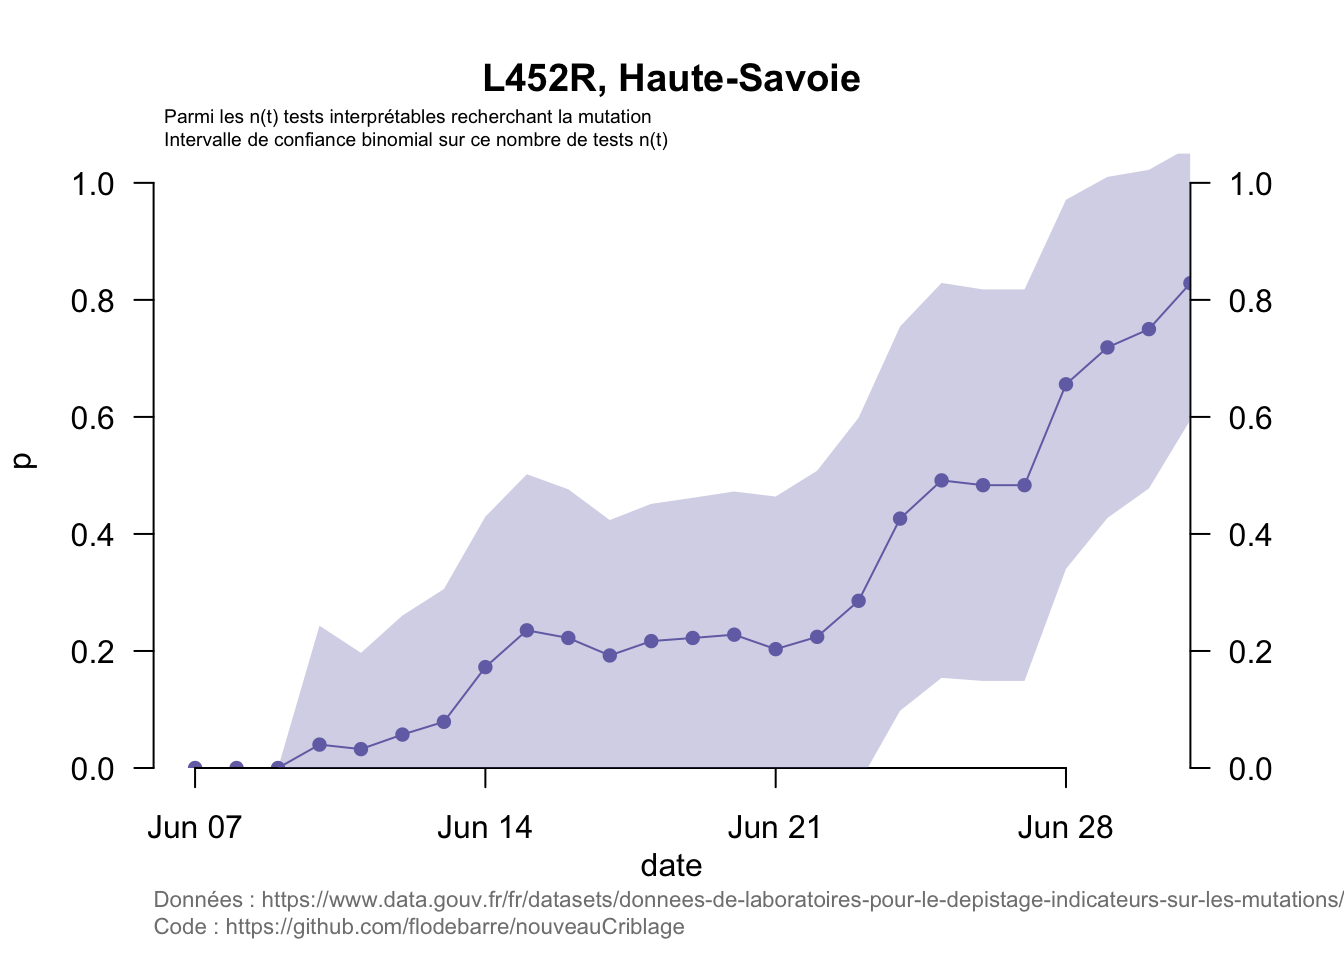 L452R, Haute-Savoie
Parmi les n(t) tests interprétables recherchant la mutation
Intervalle de confiance binomial sur ce nombre de tests n(t)
1.0 1.0
0.8 0.8
0.6 0.6
p
0.4 0.4
0.2 0.2
0.0 0.0
Jun 07 Jun 14 Jun 21 Jun 28
date
Données : https://www.data.gouv.fr/fr/datasets/donnees-de-laboratoires-pour-le-depistage-indicateurs-sur-les-mutations/
Code : https://github.com/flodebarre/nouveauCriblage